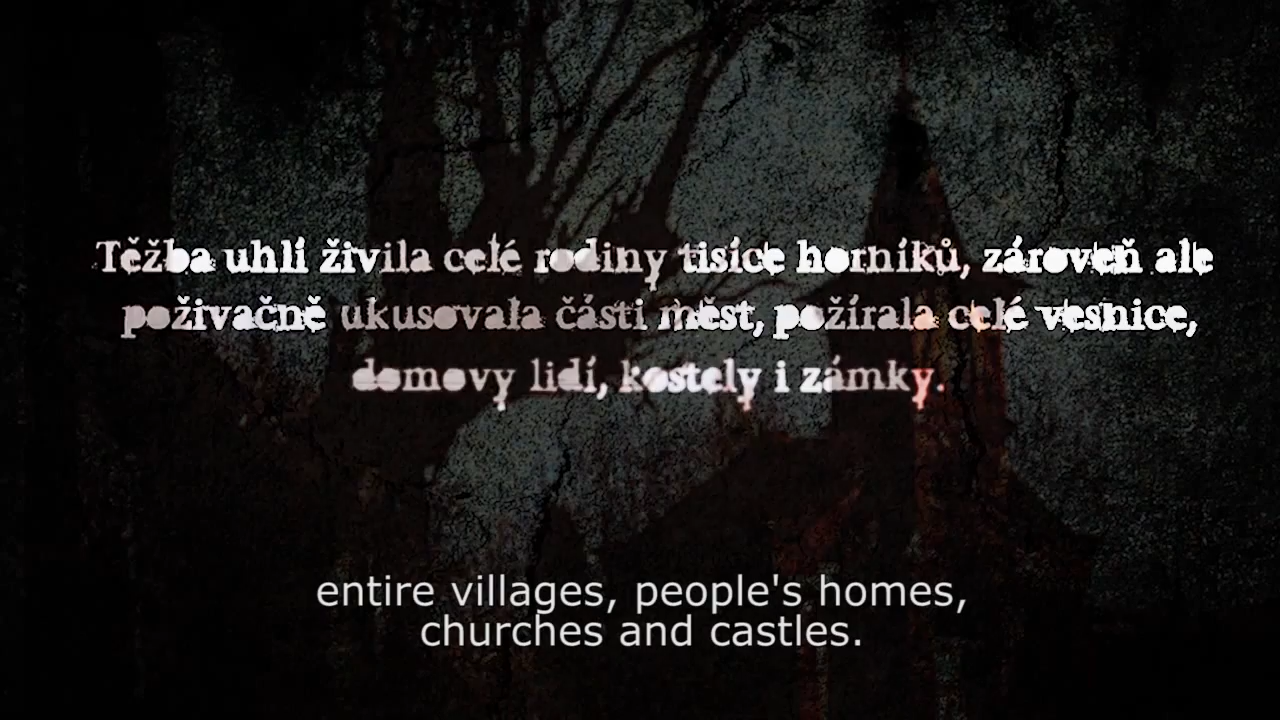 Těžba uhlí živila celé rodiny tisíce horníků, zároveň ale
poživačně ukusovala části měst, požírala celé vesnice,
domovy lidí, kostely i zámky.
entire villages, people's homes,
churches and castles.